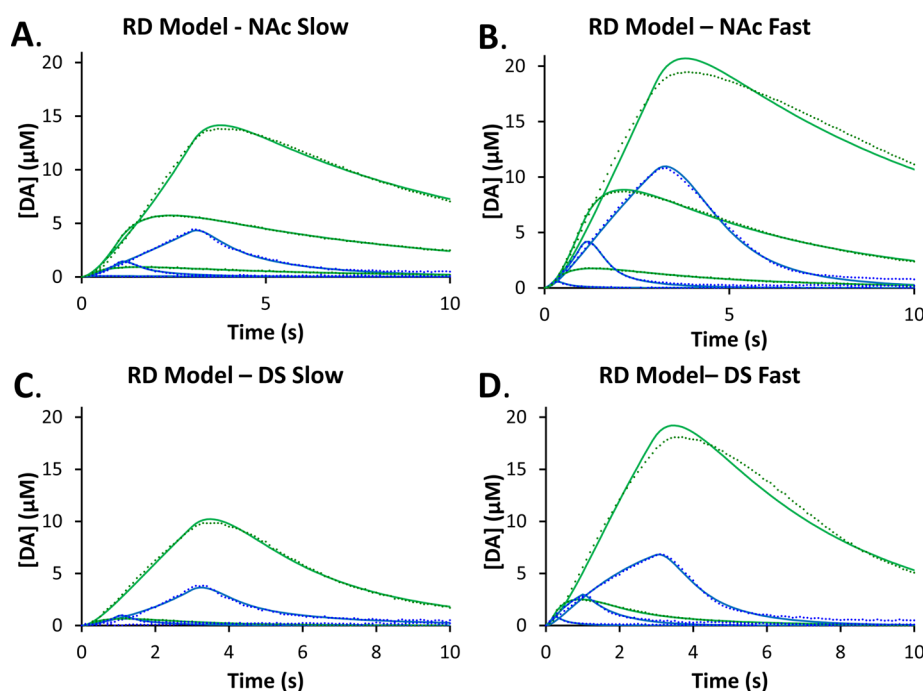 A.
RD Model - NAc Slow
[DA] (µM)
20
15
10
5
0
0
5
10
Time (s)
B.
RD Model – NAc Fast
[DA] (µM)
20
15
10
5
0
0
5
10
Time (s)
C.
RD Model – DS Slow
[DA] (µM)
20
15
10
5
0
0
2
4
6
8
10
Time (s)
D.
RD Model– DS Fast
[DA] (µM)
20
15
10
5
0
0
2
4
6
8
10
Time (s)